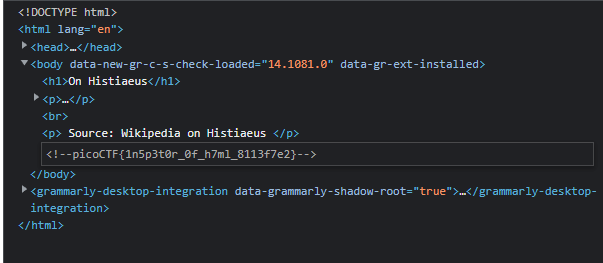 <!DOCTYPE html>
<html lang="en">
<head>…</head>
<body data-new-gr-c-s-check-loaded="14.1081.0" data-gr-ext-installed>
<h1>On Histiaeus</h1>
<p>…</p>
<br>
<p> Source: Wikipedia on Histiaeus </p>
<!--picoCTF{1n5p3t0r_0f_h7ml_8113f7e2}-->
</body>
<grammarly-desktop-integration data-grammarly-shadow-root="true">…</grammarly-desktop-
integration>
</html>